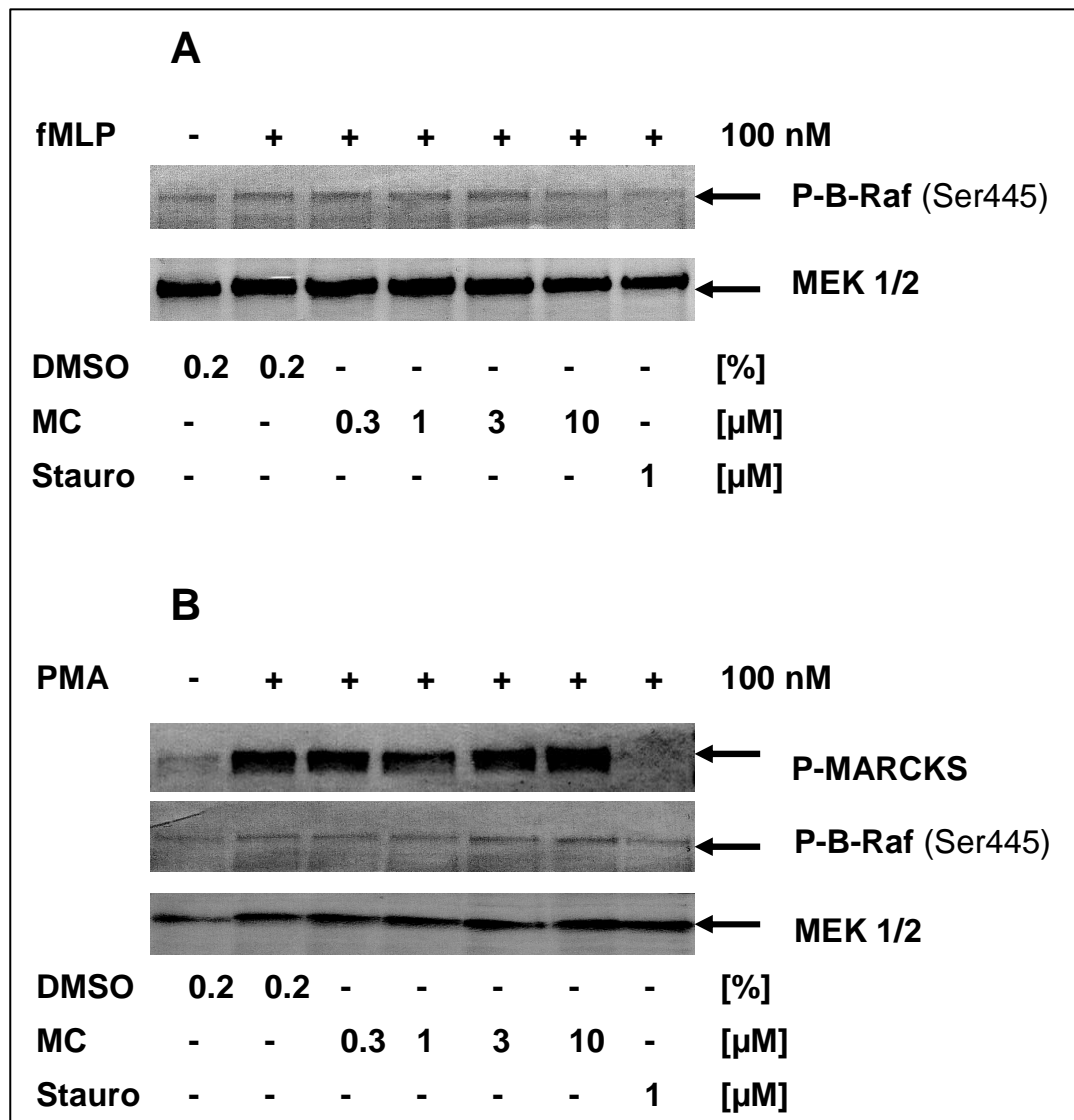 A
fMLP - + + + + + + 100 nM
P-B-Raf (Ser445)
MEK 1/2
DMSO 0.2 0.2 - - - - - [%]
MC - - 0.3 1 3 10 - [µM]
Stauro - - - - - - 1 [µM]
B
PMA - + + + + + + 100 nM
P-MARCKS
P-B-Raf (Ser445)
MEK 1/2
DMSO 0.2 0.2 - - - - - [%]
MC - - 0.3 1 3 10 - [µM]
Stauro - - - - - - 1 [µM]